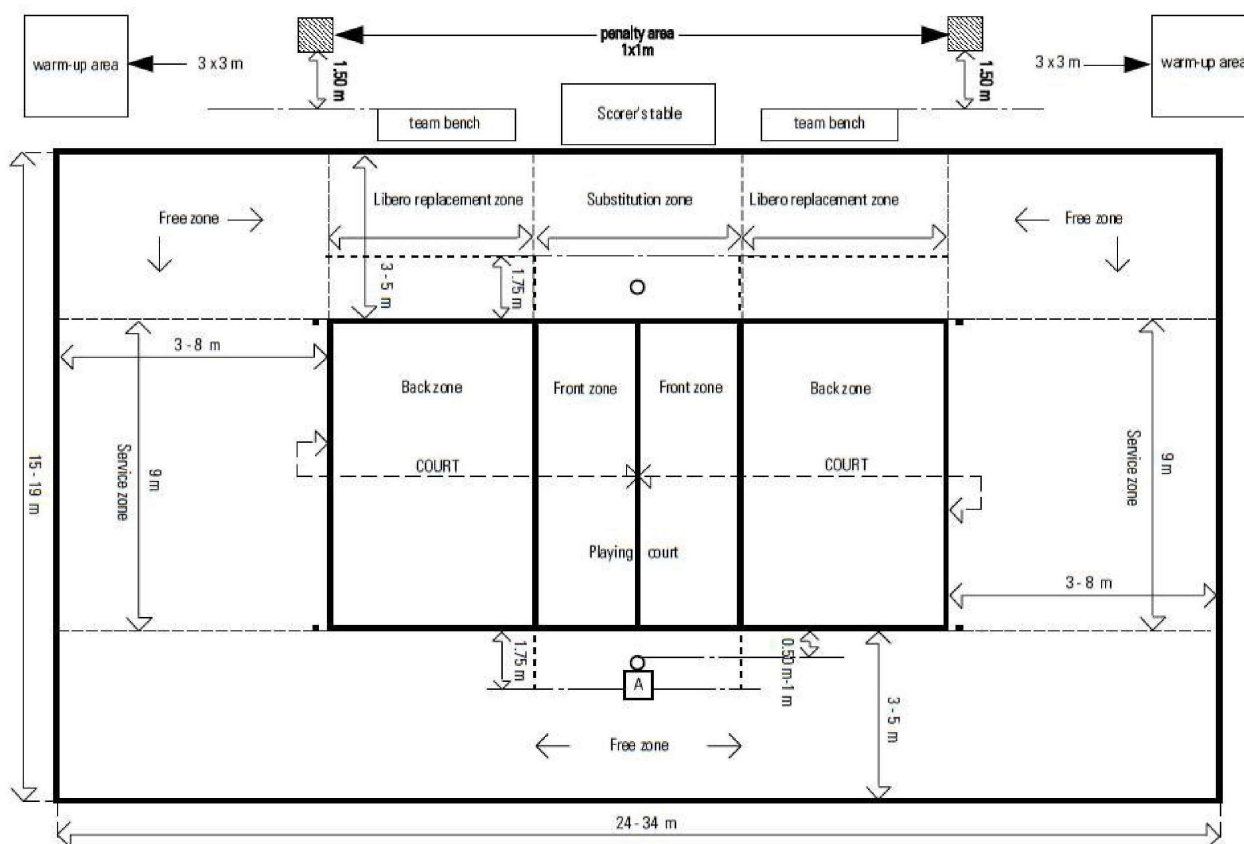 penalty area
1x1m
warm-up area
3 x 3 m
1.50 m
1.50 m
3 x 3 m
warm-up area
team bench
Scorer's table
team bench
Libero replacement zone
Substitution zone
Libero replacement zone
Free zone
Free zone
3 - 5 m
1.75 m
3 - 8 m
Back zone
Front zone
Front zone
Back zone
15 - 19 m
Service zone
9 m
COURT
COURT
9 m
Service zone
Playing court
3 - 8 m
1.75 m
A
0.50 m-1 m
3 - 5 m
Free zone
24 - 34 m